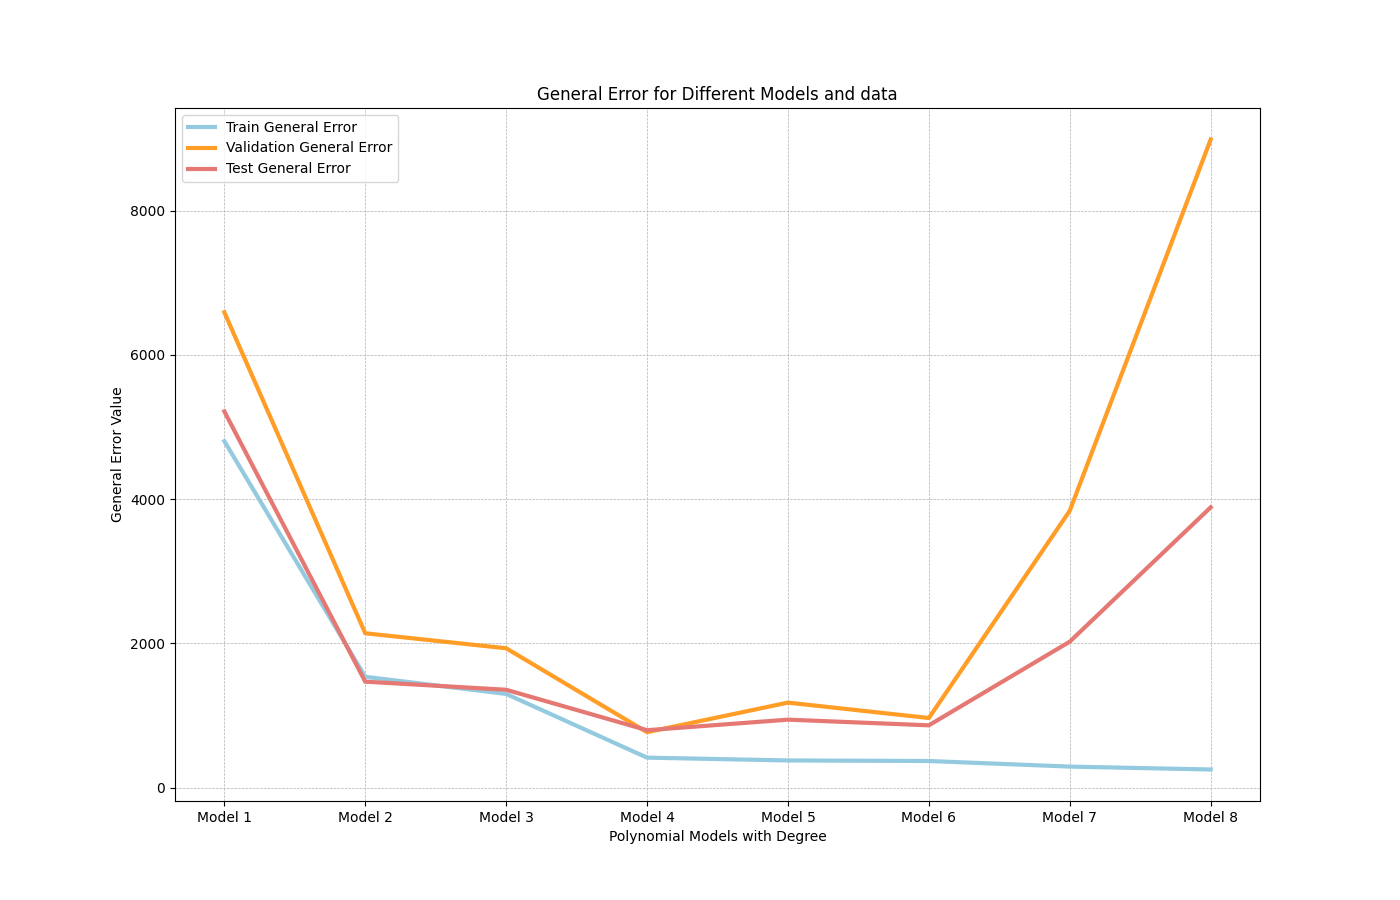 General Error for Different Models and data
Train General Error
Validation General Error
Test General Error
General Error Value
8000
6000
4000
2000
0
Model 1 Model 2 Model 3 Model 4 Model 5 Model 6 Model 7 Model 8
Polynomial Models with Degree